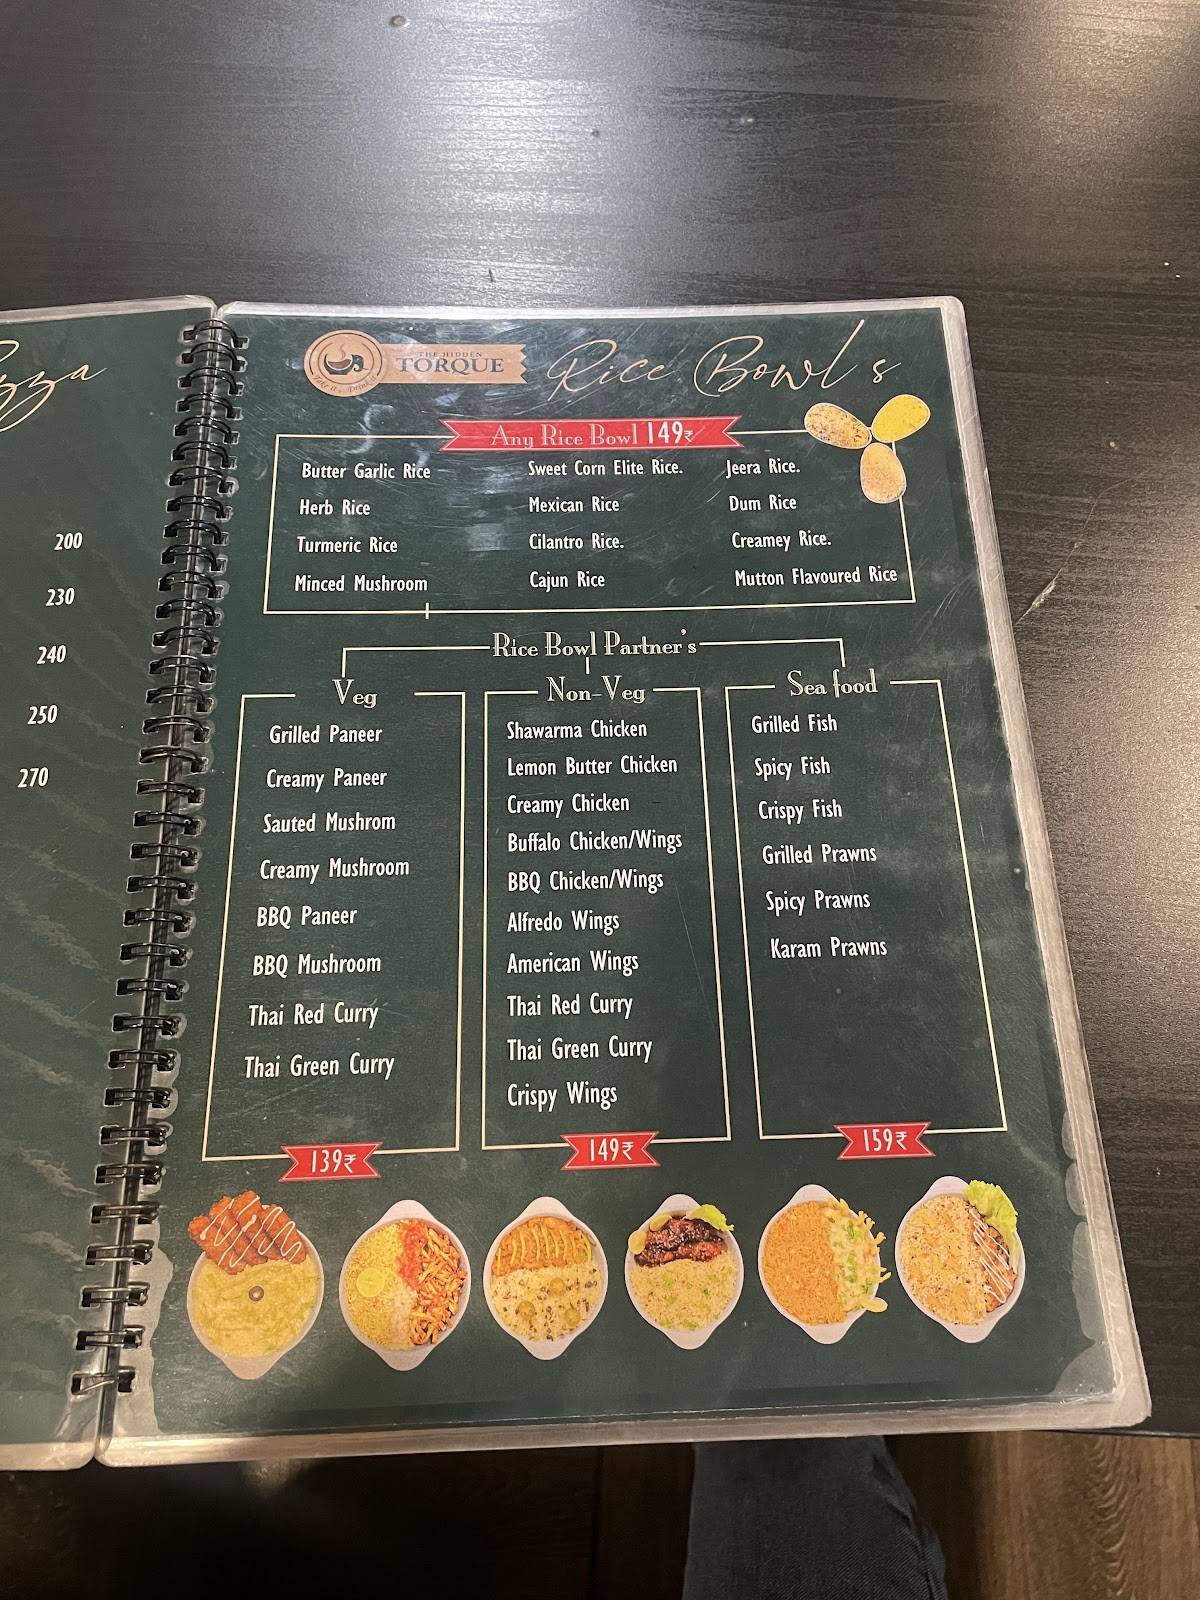 zza
200
230
240
250
270
THE HIDDEN
TORQUE
Rice Bowl's
Any Rice Bowl 149₹
Butter Garlic Rice
Herb Rice
Turmeric Rice
Minced Mushroom
Sweet Corn Elite Rice.
Mexican Rice
Cilantro Rice.
Cajun Rice
Jeera Rice.
Dum Rice
Creamey Rice.
Mutton Flavoured Rice
Rice Bowl Partner's
Veg
Grilled Paneer
Creamy Paneer
Sauted Mushrom
Creamy Mushroom
BBQ Paneer
BBQ Mushroom
Thai Red Curry
Thai Green Curry
139₹
Non-Veg
Shawarma Chicken
Lemon Butter Chicken
Creamy Chicken
Buffalo Chicken/Wings
BBQ Chicken/Wings
Alfredo Wings
American Wings
Thai Red Curry
Thai Green Curry
Crispy Wings
149₹
Sea food
Grilled Fish
Spicy Fish
Crispy Fish
Grilled Prawns
Spicy Prawns
Karam Prawns
159₹